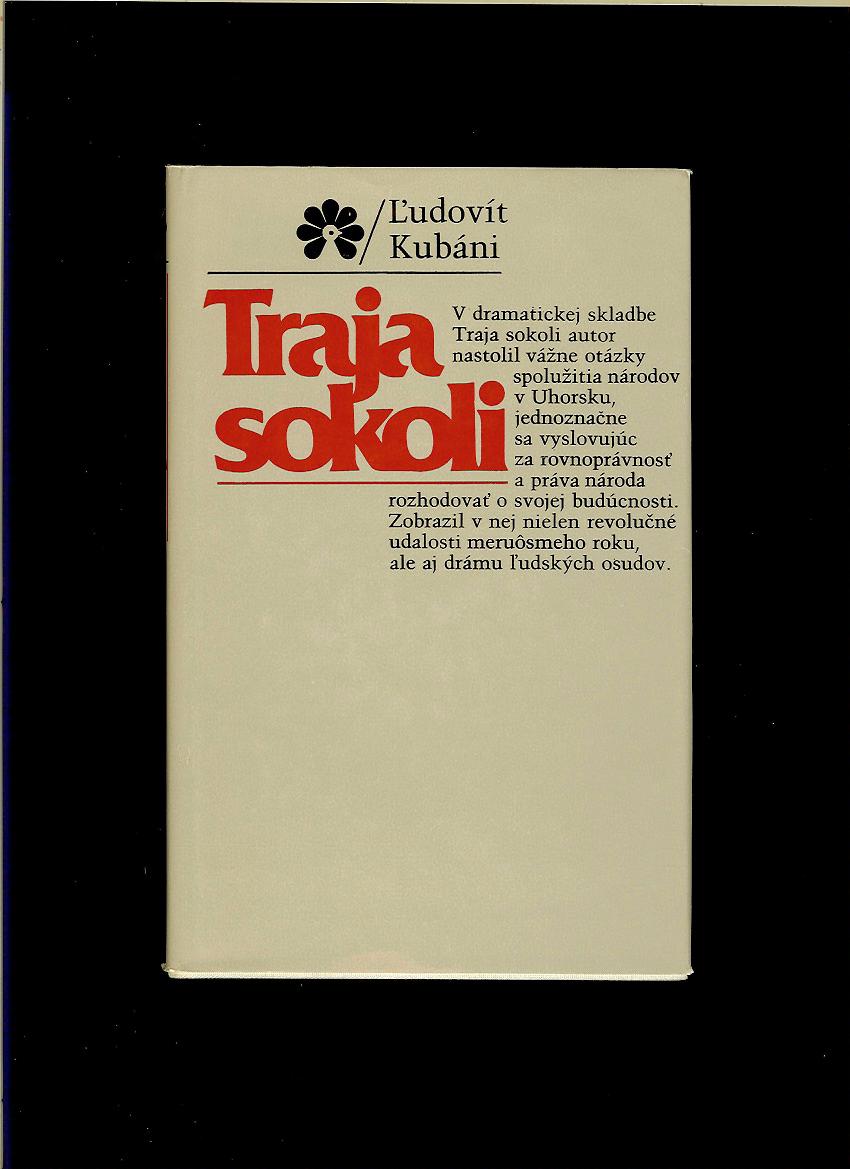 Ľudovít
Kubáni
Traja
sokoli
V dramatickej skladbe
Traja sokoli autor
nastolil vážne otázky
spolužitia národov
v Uhorsku,
jednoznačne
sa vyslovujúc
za rovnoprávnosť
a práva národa
rozhodovať o svojej budúcnosti.
Zobrazil v nej nielen revolučné
udalosti meruôsmeho roku,
ale aj drámu ľudských osudov.